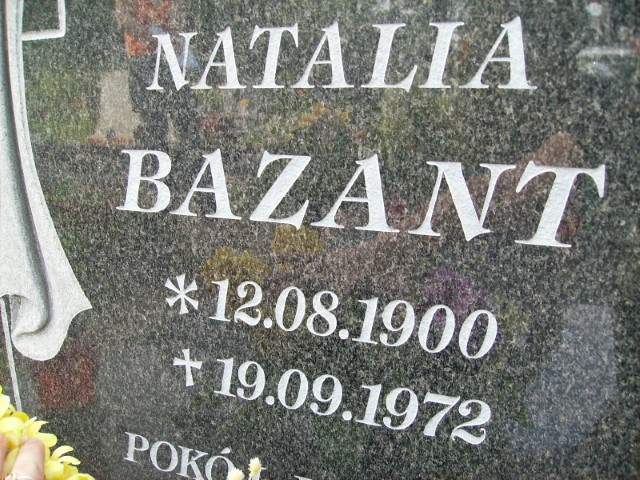 NATALIA
BAZANT
* 12.08.1900
† 19.09.1972